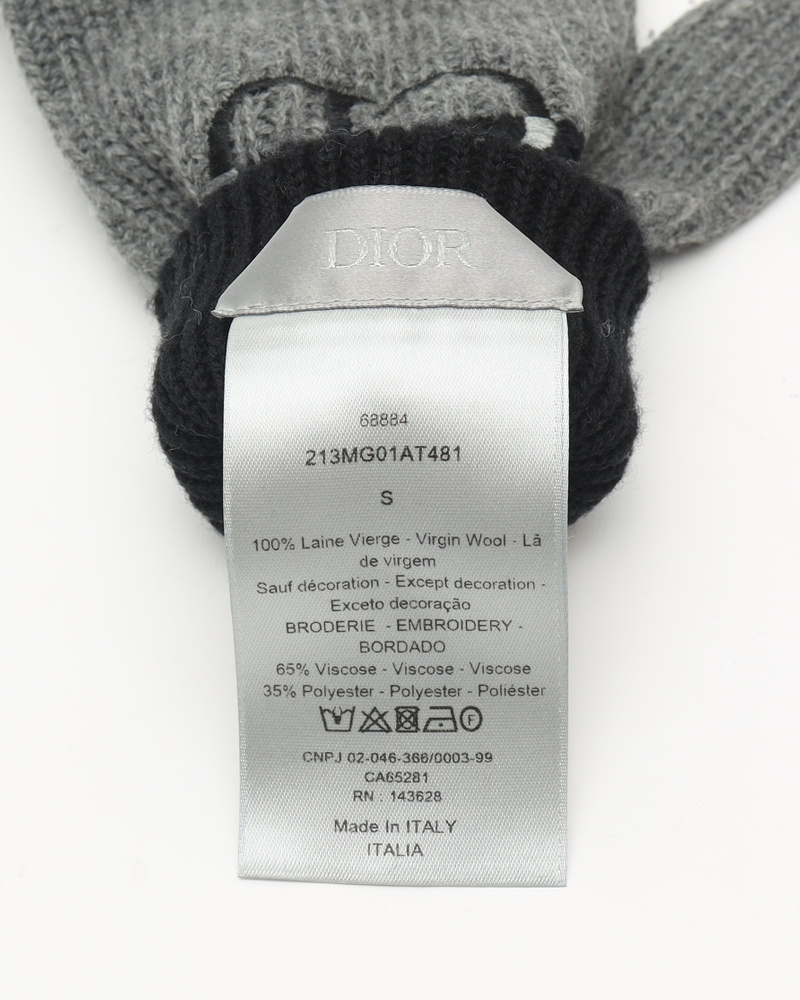 DIOR
68884
213MG01AT481
S
100% Laine Vierge - Virgin Wool - Lã
de virgem
Sauf décoration - Except decoration -
Exceto decoração
BRODERIE - EMBROIDERY -
BORDADO
65% Viscose - Viscose - Viscose
35% Polyester - Polyester - Poliéster
F
CNPJ 02-046-366/0003-99
CA65281
RN : 143628
Made In ITALY
ITALIA